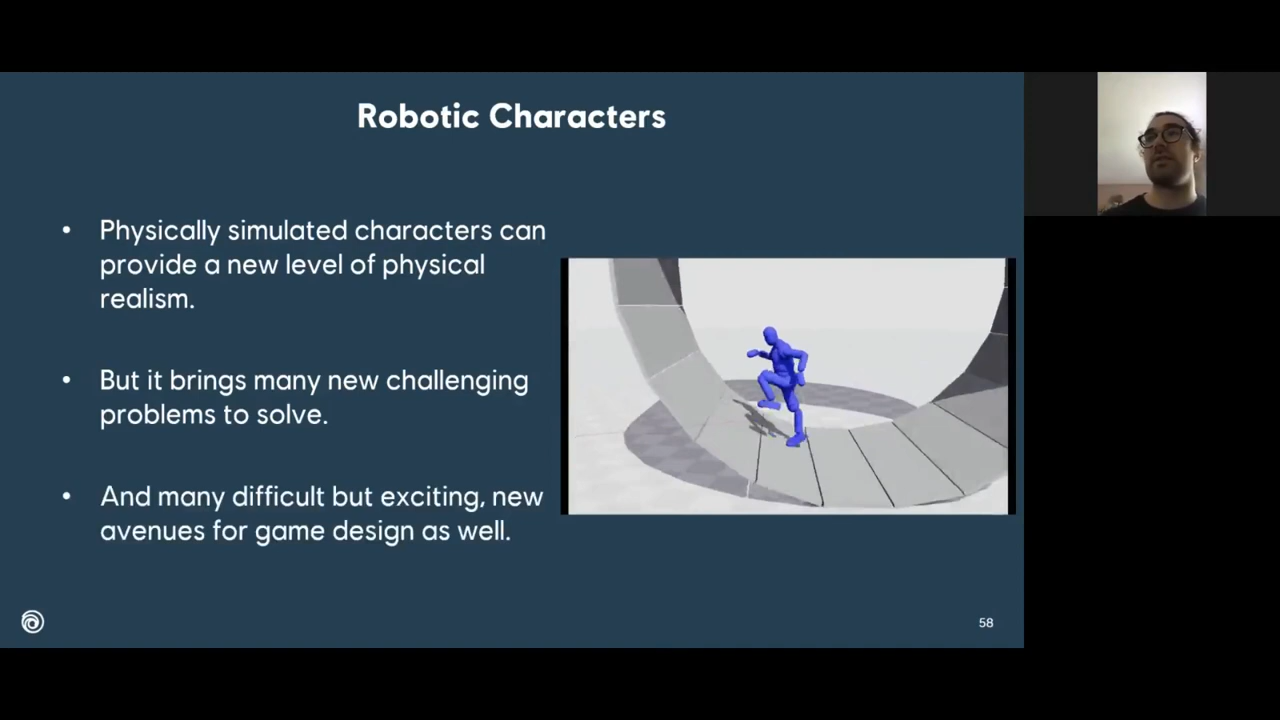 Robotic Characters
• Physically simulated characters can
provide a new level of physical
realism.
• But it brings many new challenging
problems to solve.
• And many difficult but exciting, new
avenues for game design as well.
58